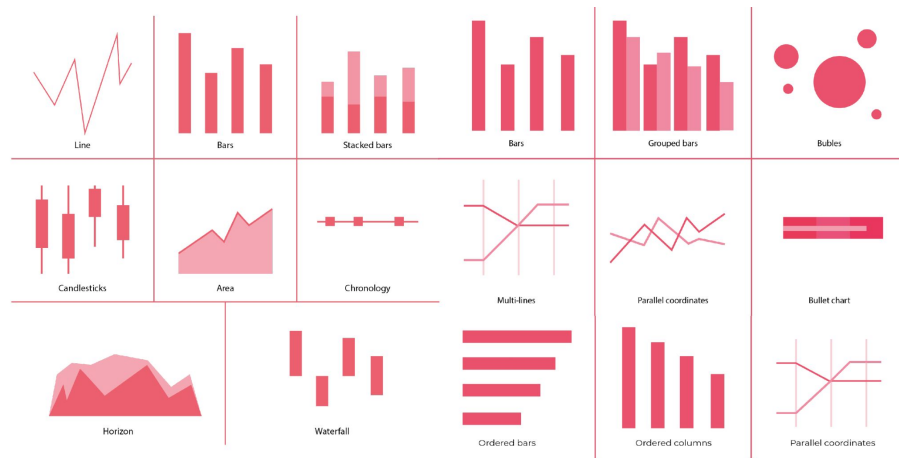 Line
Bars
Stacked bars
Bars
Grouped bars
Bubles
Candlesticks
Area
Chronology
Multi-lines
Parallel coordinates
Bullet chart
Horizon
Waterfall
Ordered bars
Ordered columns
Parallel coordinates